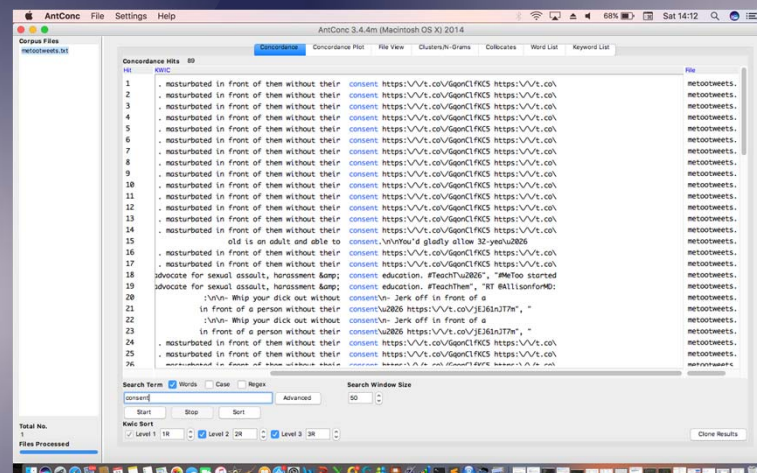 AntConc File Settings Help 68% Sat 14:12
AntConc 3.4.4m (Macintosh OS X) 2014
Corpus Files
metootweets.txt
Concordance Concordance Plot File View Clusters/N-Grams Collocates Word List Keyword List
Concordance Hits 89
Hit KWIC File
1 . masturbated in front of them without their consent https:\/\/t.co\/GqonClfKC5 https:\/\/t.co\ metootweets.
2 . masturbated in front of them without their consent https:\/\/t.co\/GqonClfKC5 https:\/\/t.co\ metootweets.
3 . masturbated in front of them without their consent https:\/\/t.co\/GqonClfKC5 https:\/\/t.co\ metootweets.
4 . masturbated in front of them without their consent https:\/\/t.co\/GqonClfKC5 https:\/\/t.co\ metootweets.
5 . masturbated in front of them without their consent https:\/\/t.co\/GqonClfKC5 https:\/\/t.co\ metootweets.
6 . masturbated in front of them without their consent https:\/\/t.co\/GqonClfKC5 https:\/\/t.co\ metootweets.
7 . masturbated in front of them without their consent https:\/\/t.co\/GqonClfKC5 https:\/\/t.co\ metootweets.
8 . masturbated in front of them without their consent https:\/\/t.co\/GqonClfKC5 https:\/\/t.co\ metootweets.
9 . masturbated in front of them without their consent https:\/\/t.co\/GqonClfKC5 https:\/\/t.co\ metootweets.
10 . masturbated in front of them without their consent https:\/\/t.co\/GqonClfKC5 https:\/\/t.co\ metootweets.
11 . masturbated in front of them without their consent https:\/\/t.co\/GqonClfKC5 https:\/\/t.co\ metootweets.
12 . masturbated in front of them without their consent https:\/\/t.co\/GqonClfKC5 https:\/\/t.co\ metootweets.
13 . masturbated in front of them without their consent https:\/\/t.co\/GqonClfKC5 https:\/\/t.co\ metootweets.
14 . masturbated in front of them without their consent https:\/\/t.co\/GqonClfKC5 https:\/\/t.co\ metootweets.
15 old is an adult and able to consent.\n\nYou'd gladly allow 32-yea\u2026 metootweets.
16 . masturbated in front of them without their consent https:\/\/t.co\/GqonClfKC5 https:\/\/t.co\ metootweets.
17 . masturbated in front of them without their consent https:\/\/t.co\/GqonClfKC5 https:\/\/t.co\ metootweets.
18 advocate for sexual assault, harassment &amp; consent education. #TeachT\u2026", "#MeToo started metootweets.
19 advocate for sexual assault, harassment &amp; consent education. #TeachThem", "RT @AllisonforMD: metootweets.
20 :\n\n- Whip your dick out without consent\n- Jerk off in front of a metootweets.
21 in front of a person without their consent\u2026 https:\/\/t.co\/jEJ61nJT7m", " metootweets.
22 :\n\n- Whip your dick out without consent\n- Jerk off in front of a metootweets.
23 in front of a person without their consent\u2026 https:\/\/t.co\/jEJ61nJT7m", " metootweets.
24 . masturbated in front of them without their consent https:\/\/t.co\/GqonClfKC5 https:\/\/t.co\ metootweets.
25 . masturbated in front of them without their consent https:\/\/t.co\/GqonClfKC5 https:\/\/t.co\ metootweets.
26 . masturbated in front of them without their consent https:\/\/t.co\/GqonClfKC5 https:\/\/t.co\ metootweets.
Search Term Words Case Regex Search Window Size
consent Advanced 50
Start Stop Sort
Kwic Sort
Level 1 1R Level 2 2R Level 3 3R Clone Results
Total No.
1
Files Processed